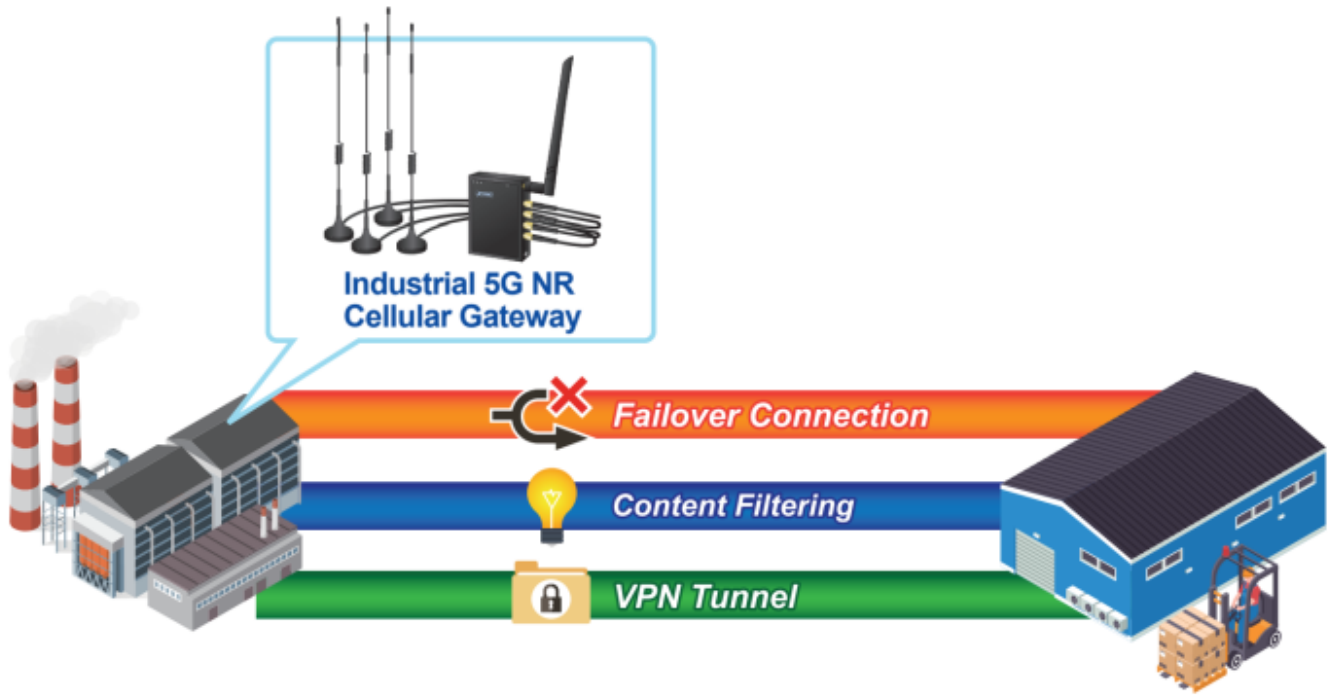 Industrial 5G NR
Cellular Gateway
Failover Connection
Content Filtering
VPN Tunnel